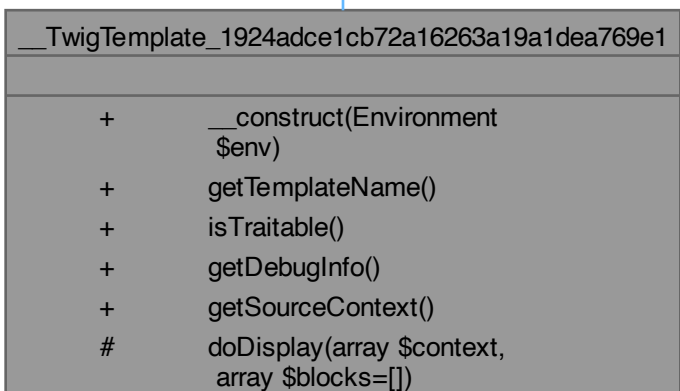 __TwigTemplate_1924adce1cb72a16263a19a1dea769e1
+ __construct(Environment
$env)
+ getTemplateName()
+ isTraitable()
+ getDebugInfo()
+ getSourceContext()
# doDisplay(array $context,
array $blocks=[])